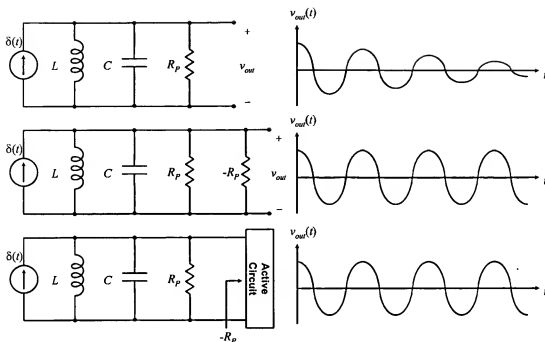 δ(t)
L
C
R_P
+
v_out
−
v_out(t)
t
δ(t)
L
C
R_P
-R_P
+
v_out
−
v_out(t)
t
δ(t)
L
C
R_P
Active
Circuit
-R_P
v_out(t)
t